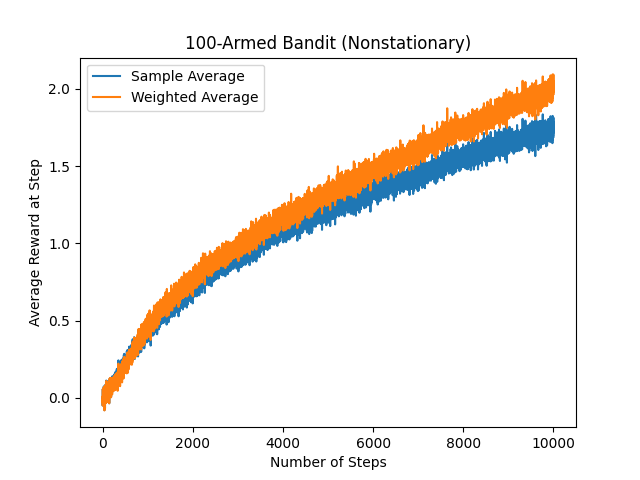 100-Armed Bandit (Nonstationary)
Sample Average
Weighted Average
2.0
1.5
1.0
0.5
0.0
Average Reward at Step
0 2000 4000 6000 8000 10000
Number of Steps